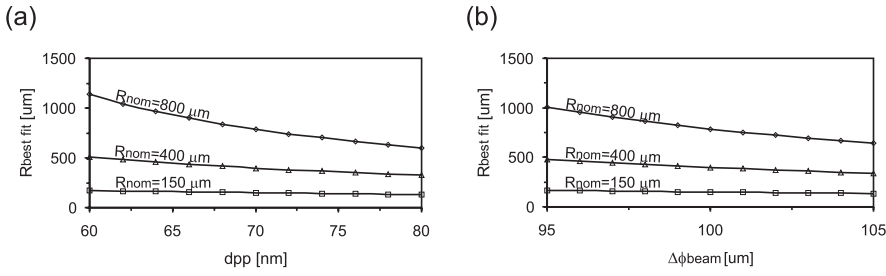 (a)
1500
1000
500
0
Rbest fit [um]
Rnom=800 μm
Rnom=400 μm
Rnom=150 μm
60 65 70 75 80
dpp [nm]
(b)
1500
1000
500
0
Rbest fit [um]
Rnom=800 μm
Rnom=400 μm
Rnom=150 μm
95 100 105
Δϕbeam [um]